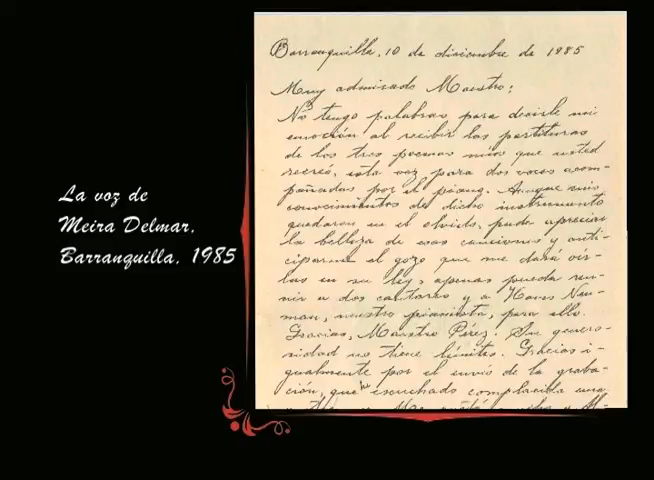 La voz de
Meira Delmar.
Barranquilla, 1985
Barranquilla, 10 de diciembre de 1985
Muy admirado Maestro:
No tengo palabras para decirle mi
emoción al recibir las partituras
de los tres poemas míos que usted
recreó, esta vez para dos voces acom-
pañadas por el piano. Aunque mis
conocimientos de dicho instrumento
quedaron en el olvido, pude apreciar
la belleza de esas canciones y anti-
ciparme el gozo que me dará oír-
las en su ley, apenas pueda reu-
nir a dos cantores y a Hans Neu-
man, nuestro pianista, para ello.
Gracias, Maestro Pérez. Su genero-
sidad no tiene límites. Gracias i-
gualmente por el envío de la graba-
ción, que he escuchado complacida una